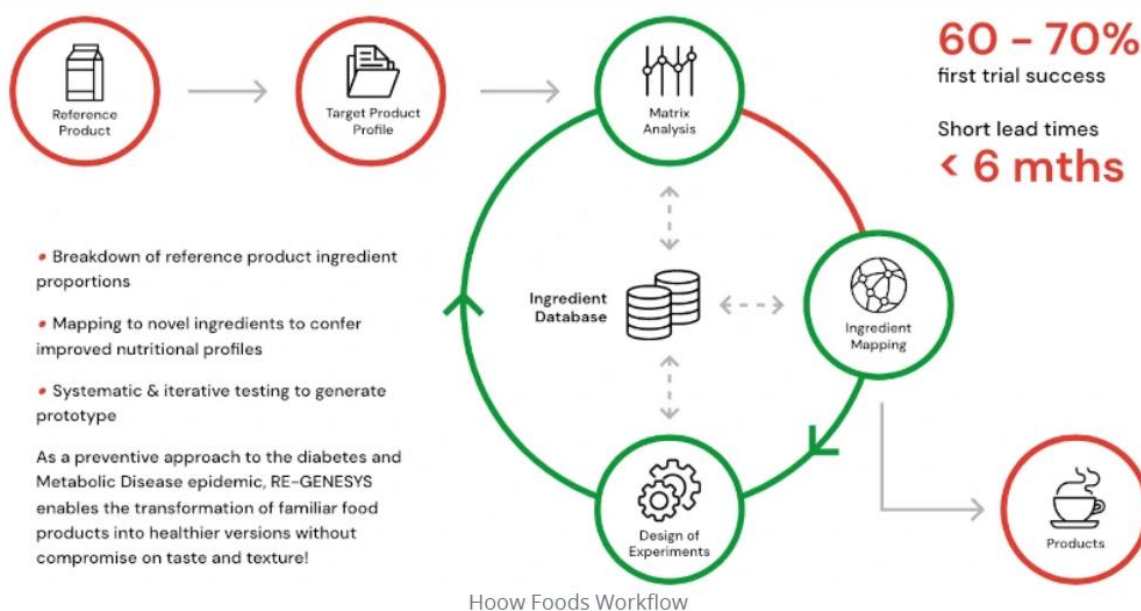 Reference
Product
Target Product
Profile
Matrix
Analysis
60 – 70%
first trial success
Short lead times
< 6 mths
• Breakdown of reference product ingredient
proportions
• Mapping to novel ingredients to confer
improved nutritional profiles
• Systematic & iterative testing to generate
prototype
As a preventive approach to the diabetes and
Metabolic Disease epidemic, RE-GENESYS
enables the transformation of familiar food
products into healthier versions without
compromise on taste and texture!
Ingredient
Database
Ingredient
Mapping
Design of
Experiments
Products
Hoow Foods Workflow